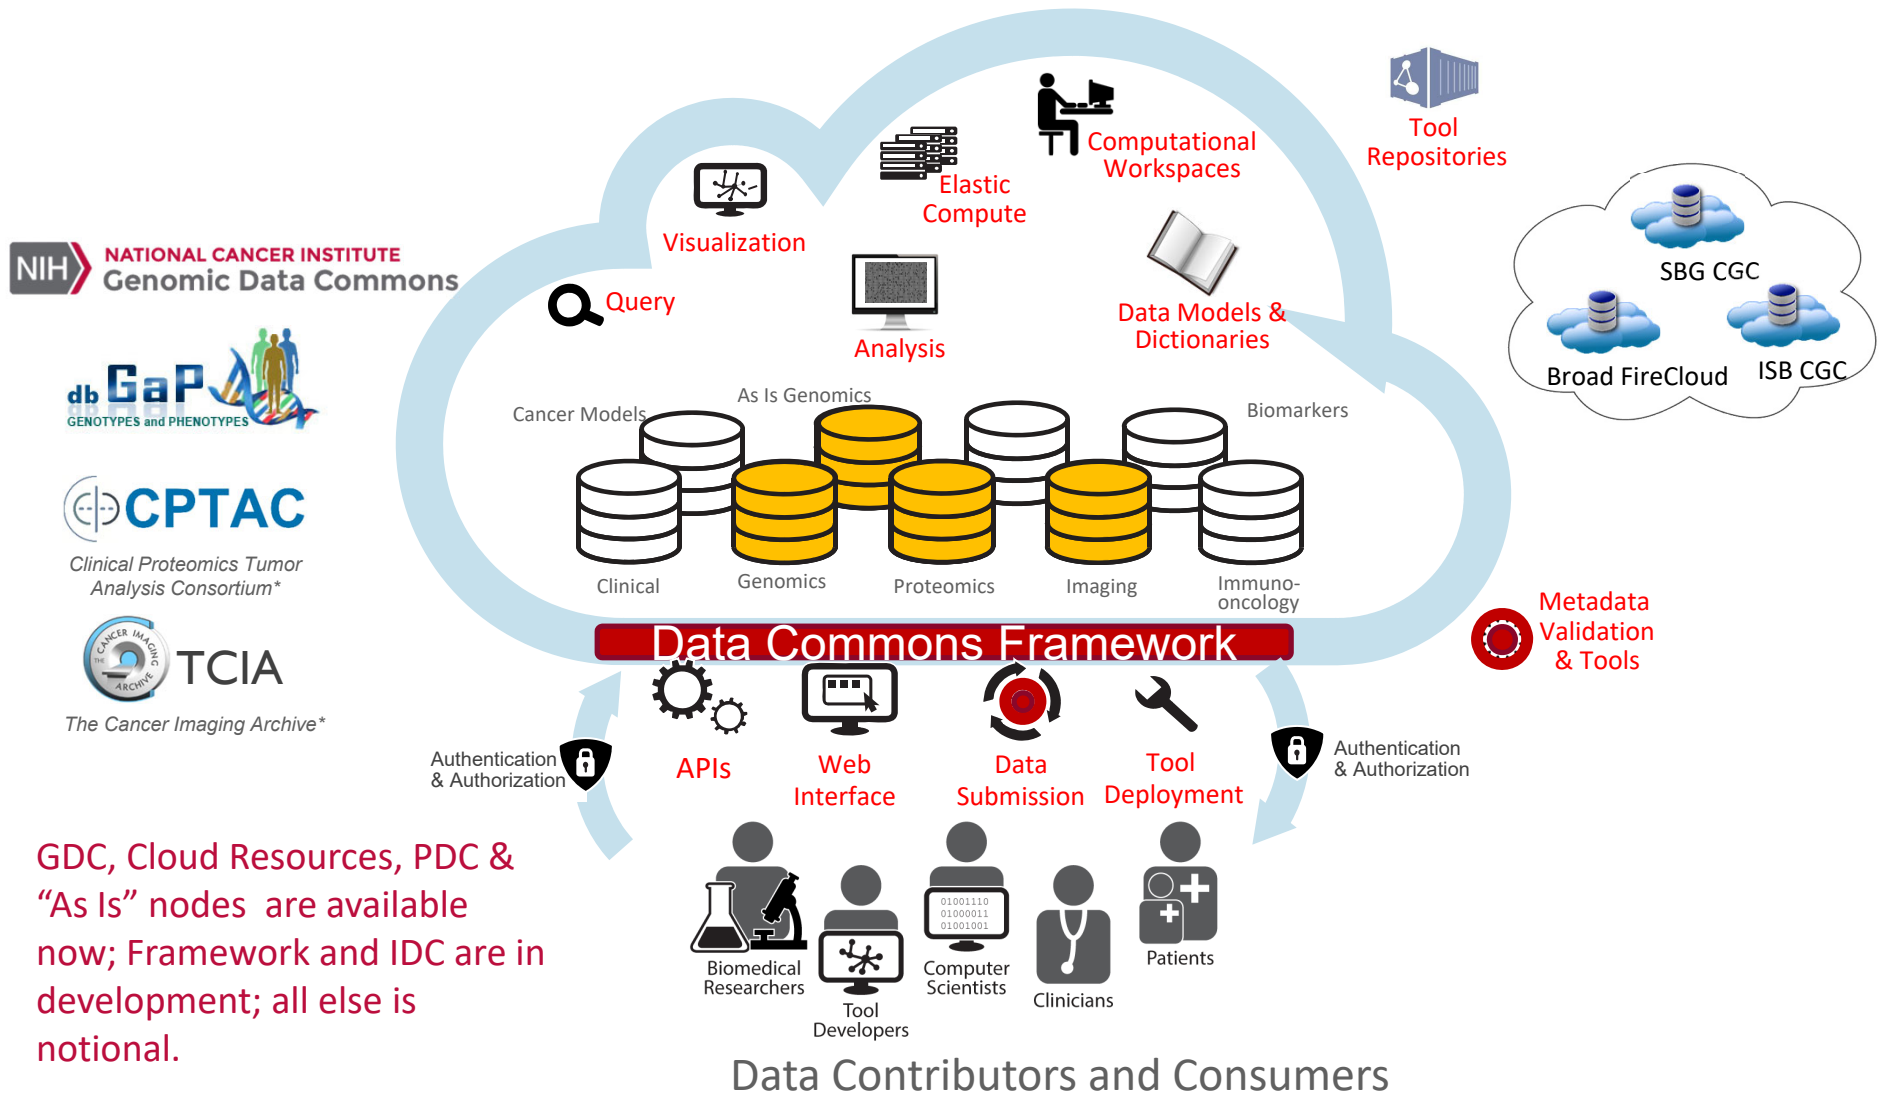 Computational
Workspaces
Tool
Repositories
Elastic
Compute
Visualization
NIH
NATIONAL CANCER INSTITUTE
Genomic Data Commons
Query
Analysis
Data Models &
Dictionaries
SBG CGC
Broad FireCloud
ISB CGC
db GaP
GENOTYPES and PHENOTYPES
Cancer Models
As Is Genomics
Biomarkers
CPTAC
Clinical Proteomics Tumor
Analysis Consortium*
Clinical
Genomics
Proteomics
Imaging
Immuno-
oncology
THE CANCER IMAGING ARCHIVE
TCIA
The Cancer Imaging Archive*
Data Commons Framework
Metadata
Validation
& Tools
Authentication
& Authorization
APIs
Web
Interface
Data
Submission
Tool
Deployment
Authentication
& Authorization
GDC, Cloud Resources, PDC &
“As Is” nodes are available
now; Framework and IDC are in
development; all else is
notional.
01001110
01000011
01001001
Biomedical
Researchers
Tool
Developers
Computer
Scientists
Clinicians
Patients
Data Contributors and Consumers